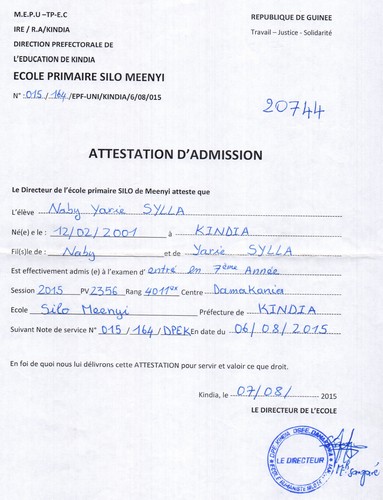 M.E.P.U –TP-E.C
REPUBLIQUE DE GUINEE
IRE / R.A/KINDIA
Travail – Justice - Solidarité
DIRECTION PREFECTORALE DE
L'EDUCATION DE KINDIA
ECOLE PRIMAIRE SILO MEENYI
N° 015 / 164 /EPF-UNI/KINDIA/6/08/015
20744
ATTESTATION D'ADMISSION
Le Directeur de l'école primaire SILO de Meenyi atteste que
L'élève Naby Yarie SYLLA
Né(e) e le : 12/02/2001 à KINDIA
Fil(s)le de : Naby et de Yarie SYLLA
Est effectivement admis (e) à l'examen d' entré en 7ème Année
Session 2015 PV 2356 Rang 4011ex Centre Damakania
Ecole Silo Meenyi Préfecture de KINDIA
Suivant Note de service N° 015 / 164 / DPEK En date du 06/08/2015
En foi de quoi nous lui délivrons cette ATTESTATION pour servir et valoir ce que droit.
Kindia, le 07/08/ 2015
LE DIRECTEUR DE L'ECOLE
LE DIRECTEUR